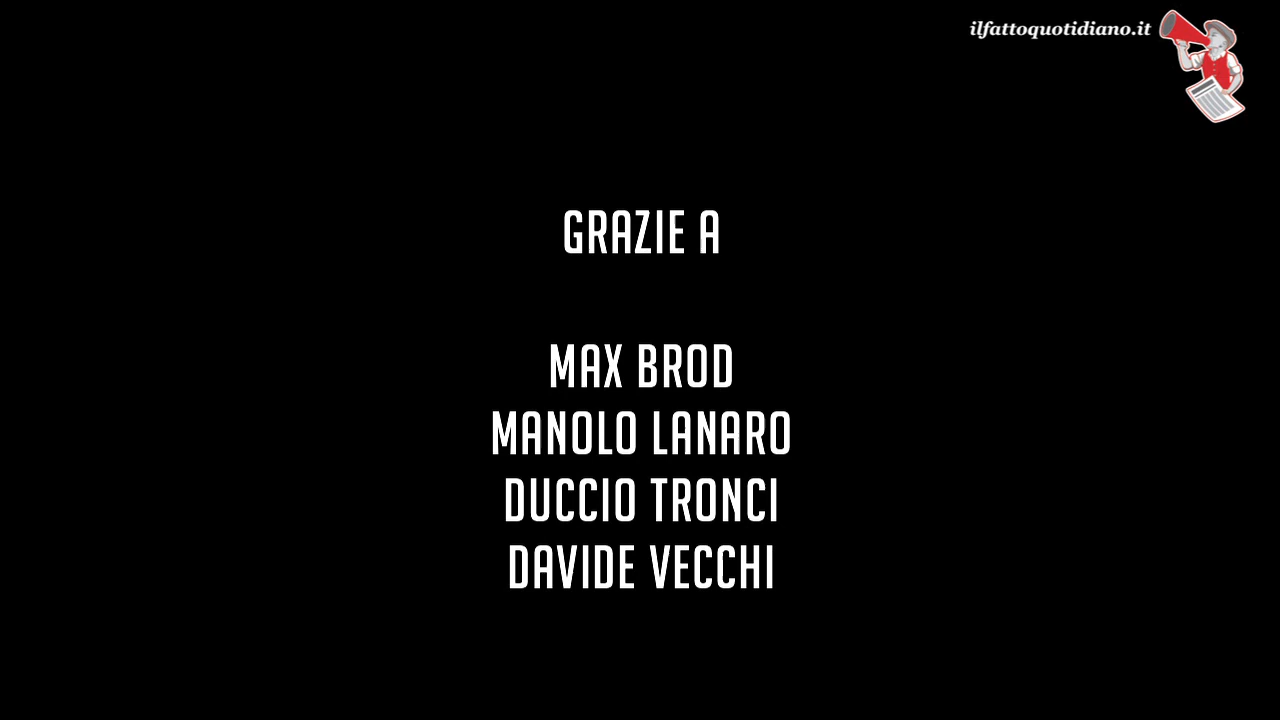 ilfattoquotidiano.it
GRAZIE A
MAX BROD
MANOLO LANARO
DUCCIO TRONCI
DAVIDE VECCHI